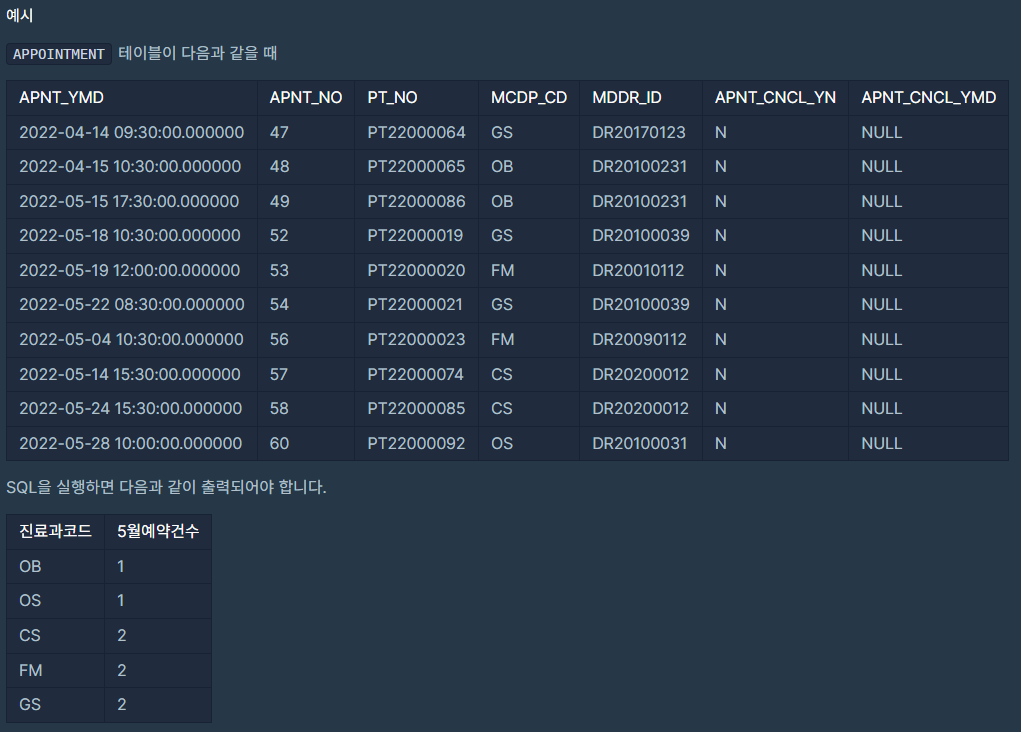 예시
APPOINTMENT 테이블이 다음과 같을 때
APNT_YMD APNT_NO PT_NO MCDP_CD MDDR_ID APNT_CNCL_YN APNT_CNCL_YMD
2022-04-14 09:30:00.000000 47 PT22000064 GS DR20170123 N NULL
2022-04-15 10:30:00.000000 48 PT22000065 OB DR20100231 N NULL
2022-05-15 17:30:00.000000 49 PT22000086 OB DR20100231 N NULL
2022-05-18 10:30:00.000000 52 PT22000019 GS DR20100039 N NULL
2022-05-19 12:00:00.000000 53 PT22000020 FM DR20010112 N NULL
2022-05-22 08:30:00.000000 54 PT22000021 GS DR20100039 N NULL
2022-05-04 10:30:00.000000 56 PT22000023 FM DR20090112 N NULL
2022-05-14 15:30:00.000000 57 PT22000074 CS DR20200012 N NULL
2022-05-24 15:30:00.000000 58 PT22000085 CS DR20200012 N NULL
2022-05-28 10:00:00.000000 60 PT22000092 OS DR20100031 N NULL
SQL을 실행하면 다음과 같이 출력되어야 합니다.
진료과코드 5월예약건수
OB 1
OS 1
CS 2
FM 2
GS 2